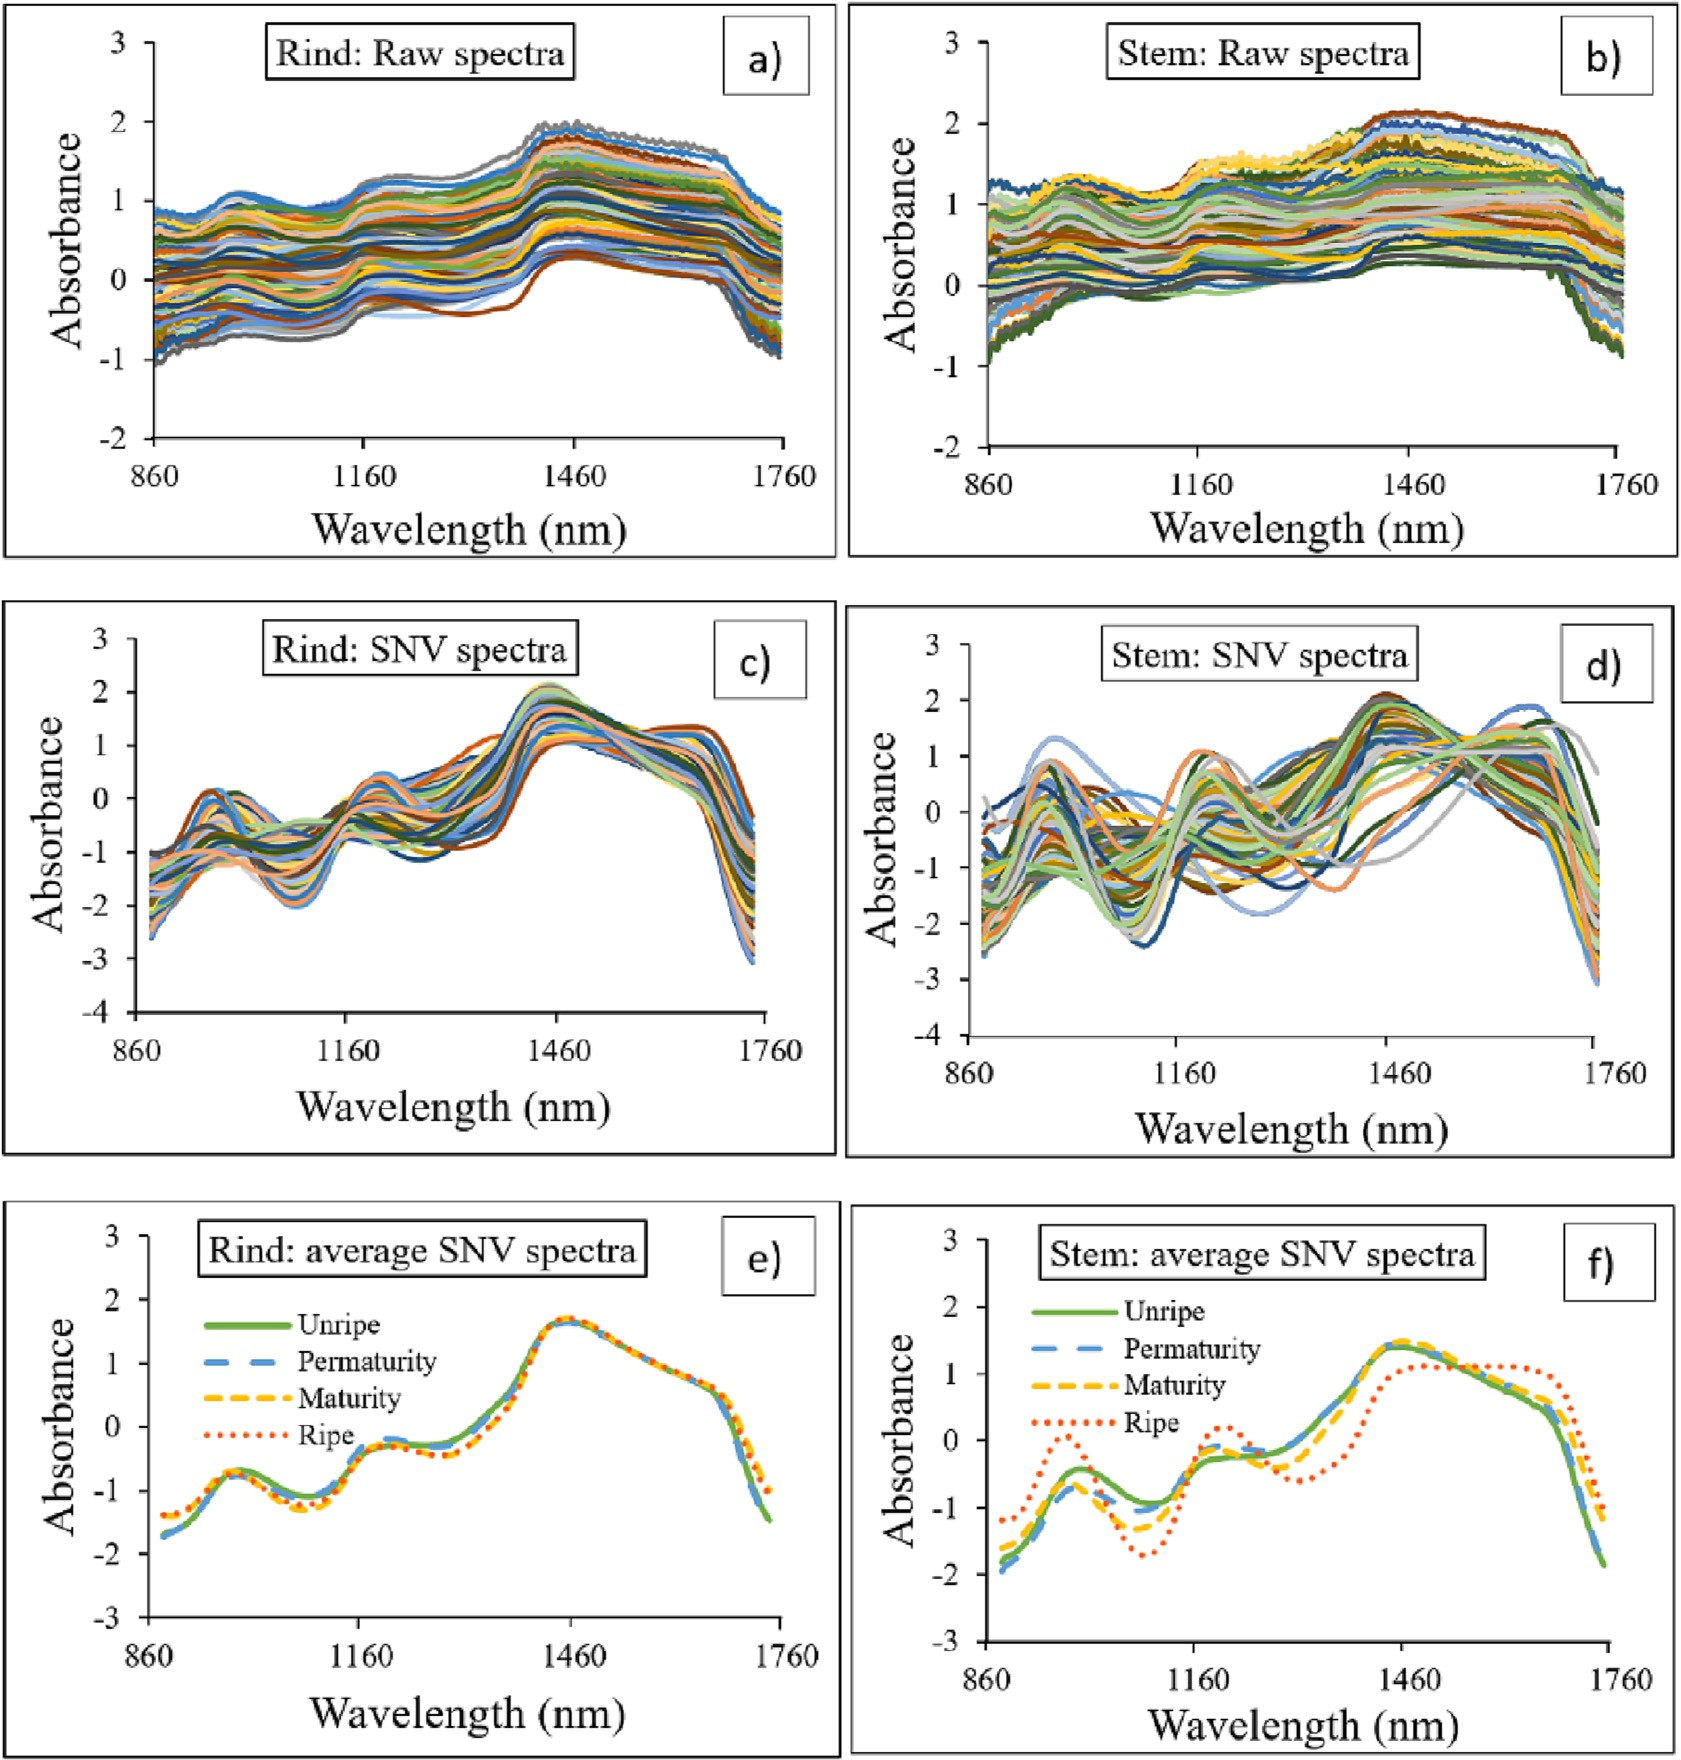 Rind: Raw spectra
a)
Absorbance
3
2
1
0
-1
-2
860
1160
1460
1760
Wavelength (nm)
Stem: Raw spectra
b)
Absorbance
3
2
1
0
-1
-2
860
1160
1460
1760
Wavelength (nm)
Rind: SNV spectra
c)
Absorbance
3
2
1
0
-1
-2
-3
-4
860
1160
1460
1760
Wavelength (nm)
Stem: SNV spectra
d)
Absorbance
3
2
1
0
-1
-2
-3
-4
860
1160
1460
1760
Wavelength (nm)
Rind: average SNV spectra
e)
Absorbance
3
2
1
0
-1
-2
-3
Unripe
Permaturity
Maturity
Ripe
860
1160
1460
1760
Wavelength (nm)
Stem: average SNV spectra
f)
Absorbance
3
2
1
0
-1
-2
-3
Unripe
Permaturity
Maturity
Ripe
860
1160
1460
1760
Wavelength (nm)